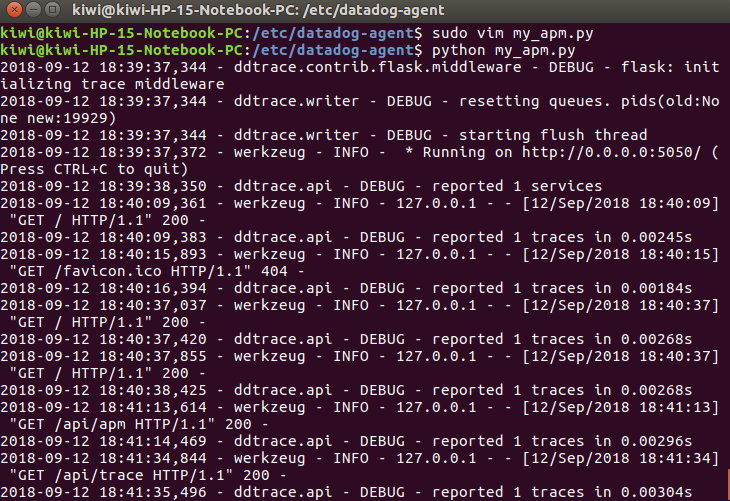 kiwi@kiwi-HP-15-Notebook-PC: /etc/datadog-agent
kiwi@kiwi-HP-15-Notebook-PC:/etc/datadog-agent$ sudo vim my_apm.py
kiwi@kiwi-HP-15-Notebook-PC:/etc/datadog-agent$ python my_apm.py
2018-09-12 18:39:37,344 - ddtrace.contrib.flask.middleware - DEBUG - flask: init
ializing trace middleware
2018-09-12 18:39:37,344 - ddtrace.writer - DEBUG - resetting queues. pids(old:No
ne new:19929)
2018-09-12 18:39:37,344 - ddtrace.writer - DEBUG - starting flush thread
2018-09-12 18:39:37,372 - werkzeug - INFO -  * Running on http://0.0.0.0:5050/ (
Press CTRL+C to quit)
2018-09-12 18:39:38,350 - ddtrace.api - DEBUG - reported 1 services
2018-09-12 18:40:09,361 - werkzeug - INFO - 127.0.0.1 - - [12/Sep/2018 18:40:09]
 "GET / HTTP/1.1" 200 -
2018-09-12 18:40:09,383 - ddtrace.api - DEBUG - reported 1 traces in 0.00245s
2018-09-12 18:40:15,893 - werkzeug - INFO - 127.0.0.1 - - [12/Sep/2018 18:40:15]
 "GET /favicon.ico HTTP/1.1" 404 -
2018-09-12 18:40:16,394 - ddtrace.api - DEBUG - reported 1 traces in 0.00184s
2018-09-12 18:40:37,037 - werkzeug - INFO - 127.0.0.1 - - [12/Sep/2018 18:40:37]
 "GET / HTTP/1.1" 200 -
2018-09-12 18:40:37,420 - ddtrace.api - DEBUG - reported 1 traces in 0.00268s
2018-09-12 18:40:37,855 - werkzeug - INFO - 127.0.0.1 - - [12/Sep/2018 18:40:37]
 "GET / HTTP/1.1" 200 -
2018-09-12 18:40:38,425 - ddtrace.api - DEBUG - reported 1 traces in 0.00268s
2018-09-12 18:41:13,614 - werkzeug - INFO - 127.0.0.1 - - [12/Sep/2018 18:41:13]
 "GET /api/apm HTTP/1.1" 200 -
2018-09-12 18:41:14,469 - ddtrace.api - DEBUG - reported 1 traces in 0.00296s
2018-09-12 18:41:34,844 - werkzeug - INFO - 127.0.0.1 - - [12/Sep/2018 18:41:34]
 "GET /api/trace HTTP/1.1" 200 -
2018-09-12 18:41:35,496 - ddtrace.api - DEBUG - reported 1 traces in 0.00304s